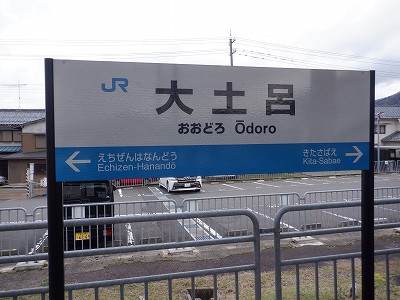 JR
大土呂
おおどろ Ōdoro
えちぜんはなんどう
Echizen-Hanandō
きたさばえ
Kita-Sabae